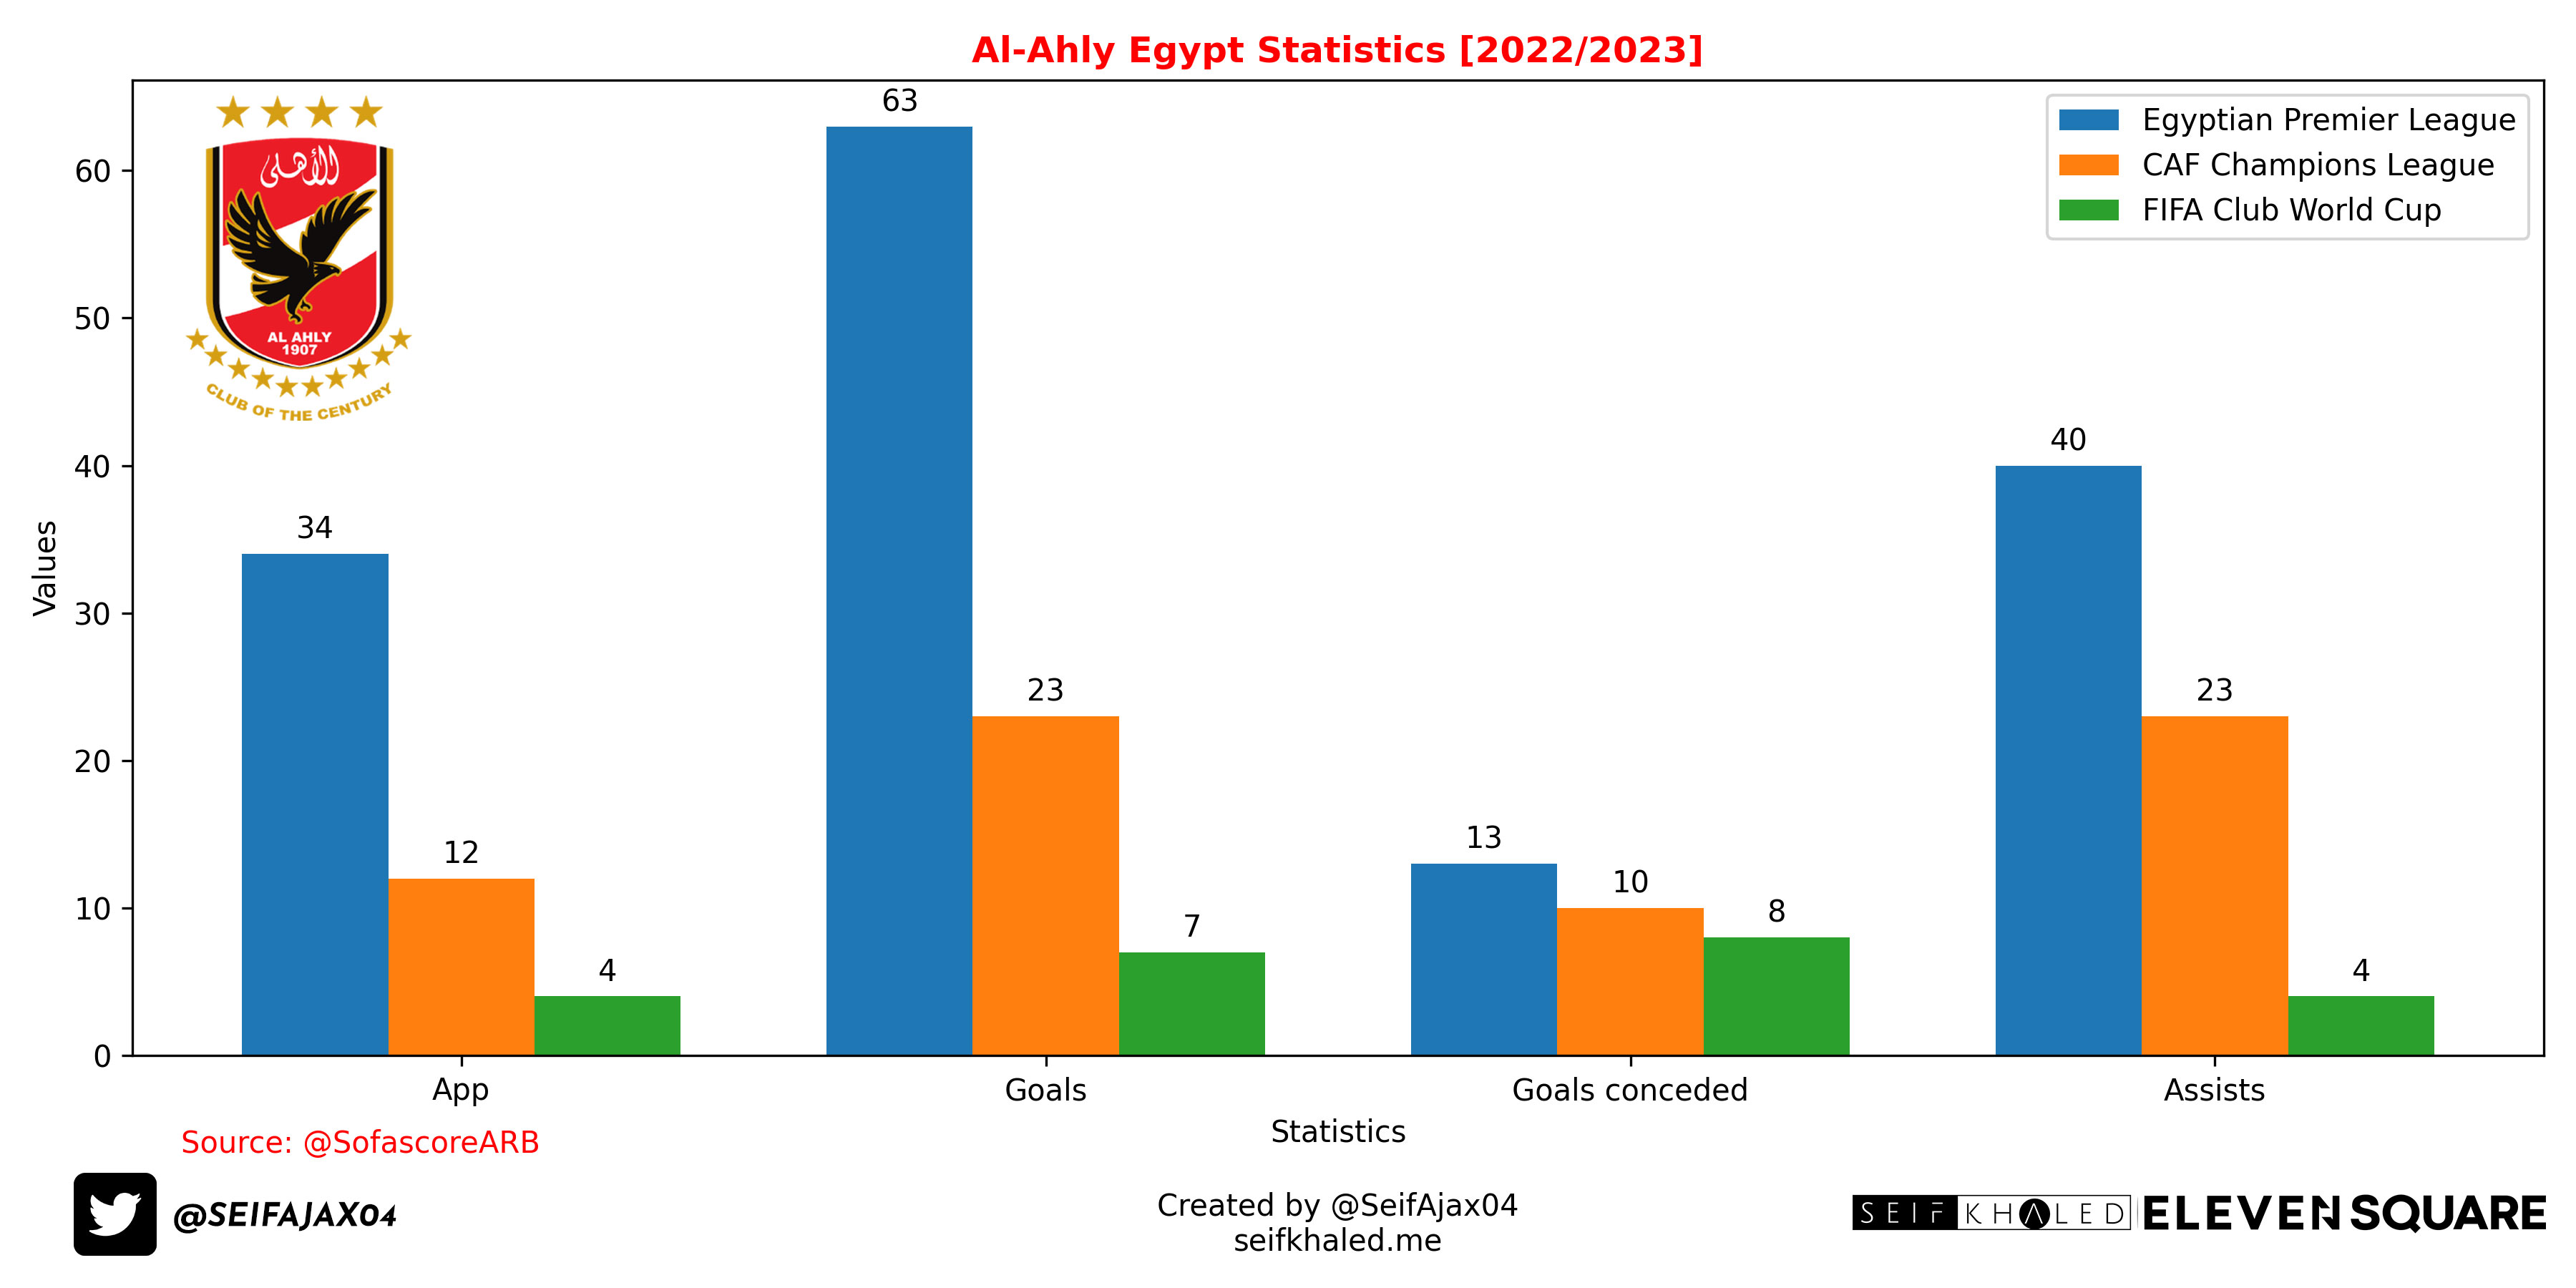 Al-Ahly Egypt Statistics [2022/2023]
الأهلى
AL AHLY
1907
CLUB OF THE CENTURY
Egyptian Premier League
CAF Champions League
FIFA Club World Cup
Values
60
50
40
30
20
10
0
34
12
4
63
23
7
13
10
8
40
23
4
App
Goals
Goals conceded
Assists
Statistics
Source: @SofascoreARB
@SEIFAJAX04
Created by @SeifAjax04
seifkhaled.me
SEIF KHALED
ELEVEN SQUARE